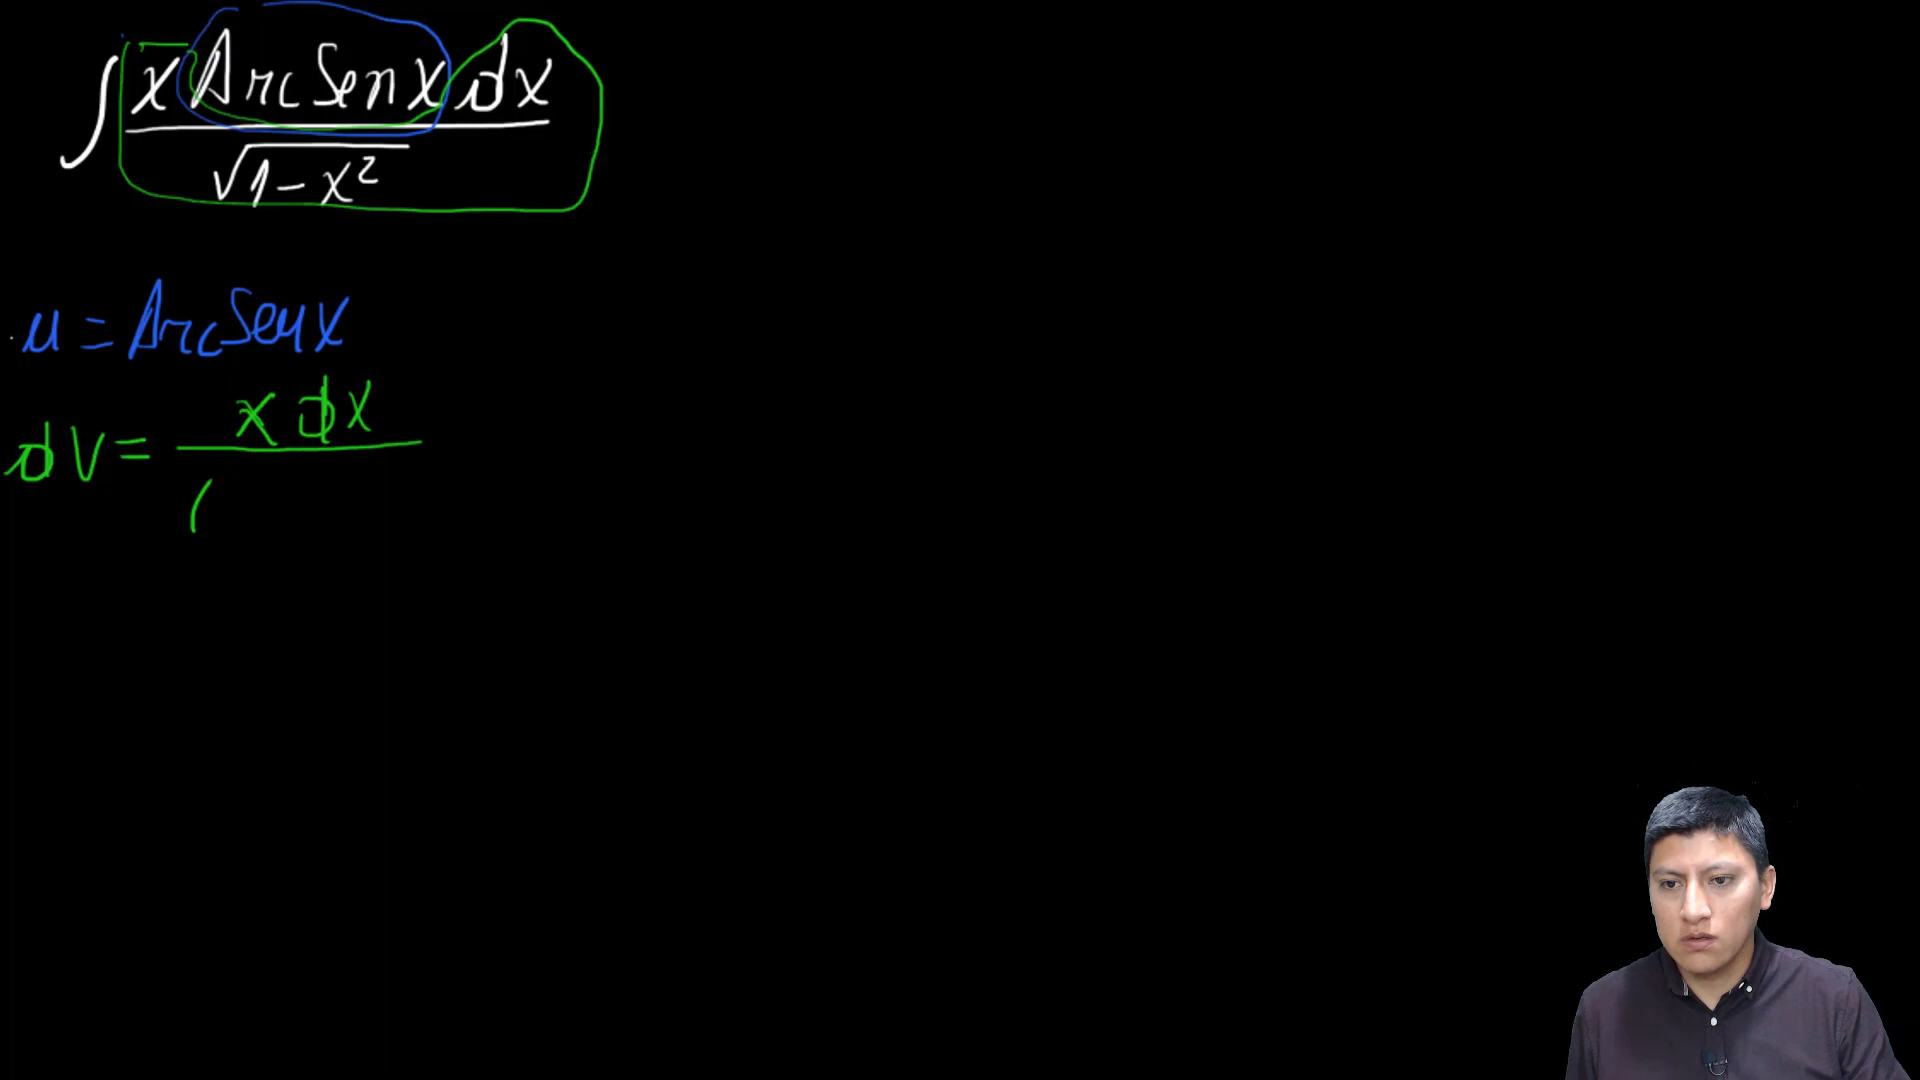 ∫ x ArcSen x dx
√1-x²
u = ArcSen x
dV = x dx
(